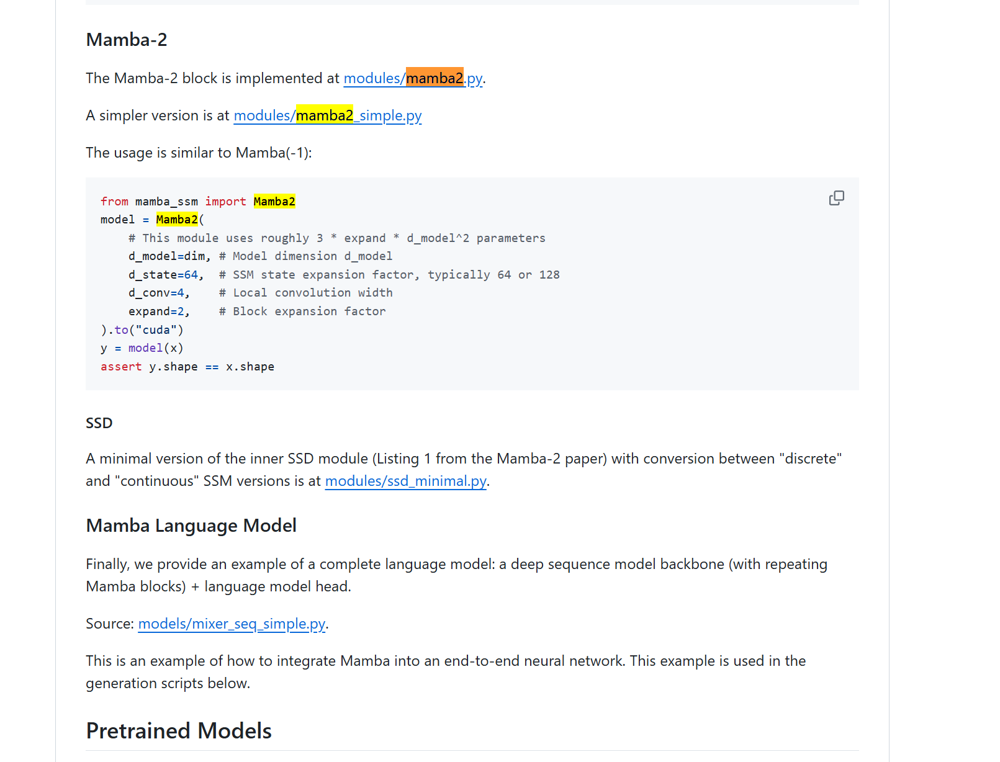 Mamba-2
The Mamba-2 block is implemented at modules/mamba2.py.
A simpler version is at modules/mamba2_simple.py
The usage is similar to Mamba(-1):
from mamba_ssm import Mamba2
model = Mamba2(
    # This module uses roughly 3 * expand * d_model^2 parameters
    d_model=dim, # Model dimension d_model
    d_state=64,  # SSM state expansion factor, typically 64 or 128
    d_conv=4,    # Local convolution width
    expand=2,    # Block expansion factor
).to("cuda")
y = model(x)
assert y.shape == x.shape
SSD
A minimal version of the inner SSD module (Listing 1 from the Mamba-2 paper) with conversion between "discrete"
and "continuous" SSM versions is at modules/ssd_minimal.py.
Mamba Language Model
Finally, we provide an example of a complete language model: a deep sequence model backbone (with repeating
Mamba blocks) + language model head.
Source: models/mixer_seq_simple.py.
This is an example of how to integrate Mamba into an end-to-end neural network. This example is used in the
generation scripts below.
Pretrained Models